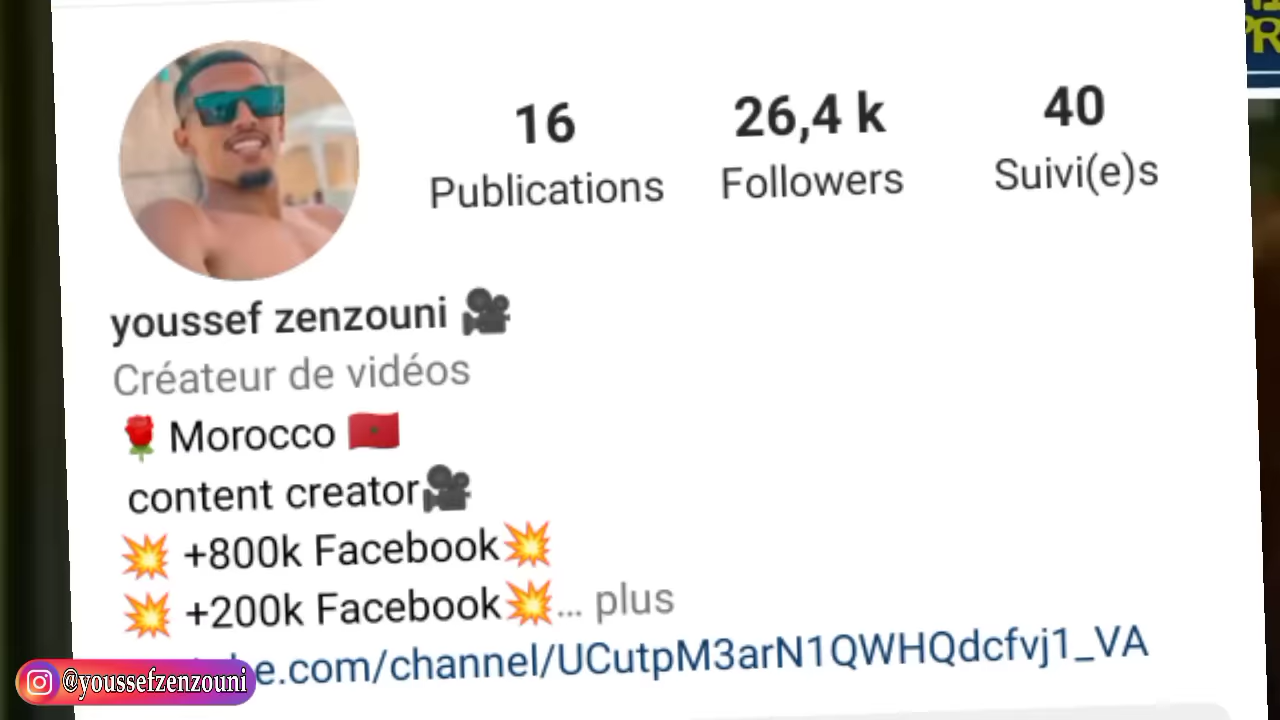 16 26,4 k 40
Publications Followers Suivi(e)s
youssef zenzouni 🎥
Créateur de vidéos
🌹Morocco 🇲🇦
content creator🎥
💥 +800k Facebook💥
💥 +200k Facebook💥... plus
be.com/channel/UCutpM3arN1QWHQdcfvj1_VA
@youssefzenzouni